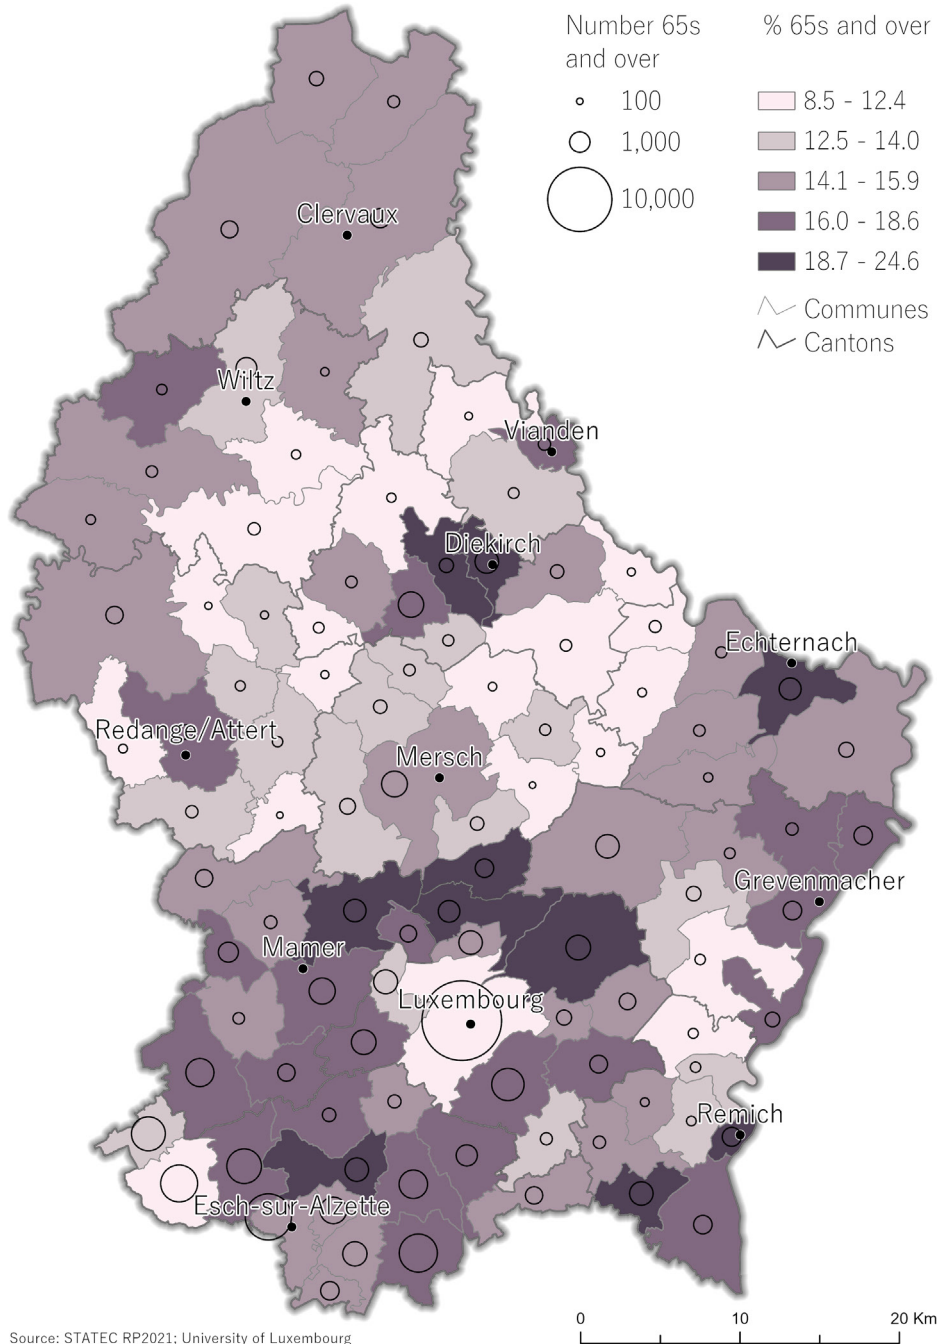 Number 65s
and over
100
1,000
10,000
% 65s and over
8.5 - 12.4
12.5 - 14.0
14.1 - 15.9
16.0 - 18.6
18.7 - 24.6
Communes
Cantons
Clervaux
Wiltz
Vianden
Diekirch
Echternach
Redange/Attert
Mersch
Grevenmacher
Mamer
Luxembourg
Remich
Esch-sur-Alzette
0 10 20 Km
Source: STATEC RP2021; University of Luxembourg